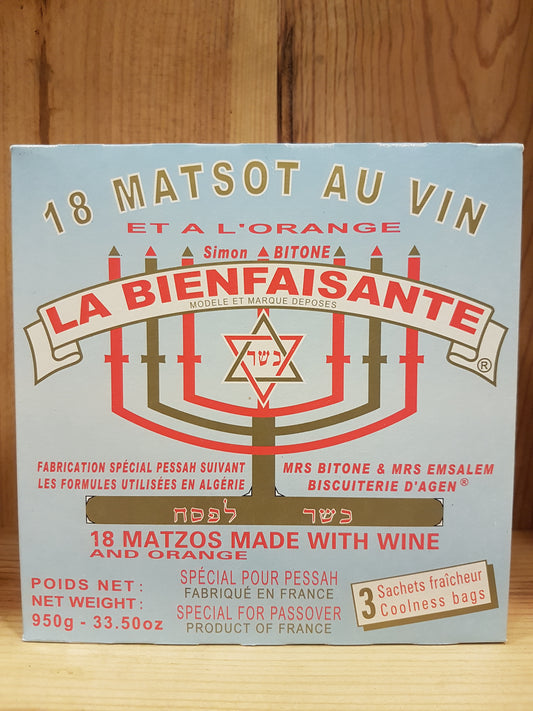 18 MATSOT AU VIN
ET A L'ORANGE
Simon BITONE
LA BIENFAISANTE
MODELE ET MARQUE DEPOSES
®
כשר
FABRICATION SPÉCIAL PESSAH SUIVANT
LES FORMULES UTILISÉES EN ALGÉRIE
MRS BITONE & MRS EMSALEM
BISCUITERIE D'AGEN®
כשר לפסח
18 MATZOS MADE WITH WINE
AND ORANGE
POIDS NET :
NET WEIGHT :
950g - 33.50oz
SPÉCIAL POUR PESSAH
FABRIQUÉ EN FRANCE
SPECIAL FOR PASSOVER
PRODUCT OF FRANCE
3 Sachets fraîcheur
Coolness bags